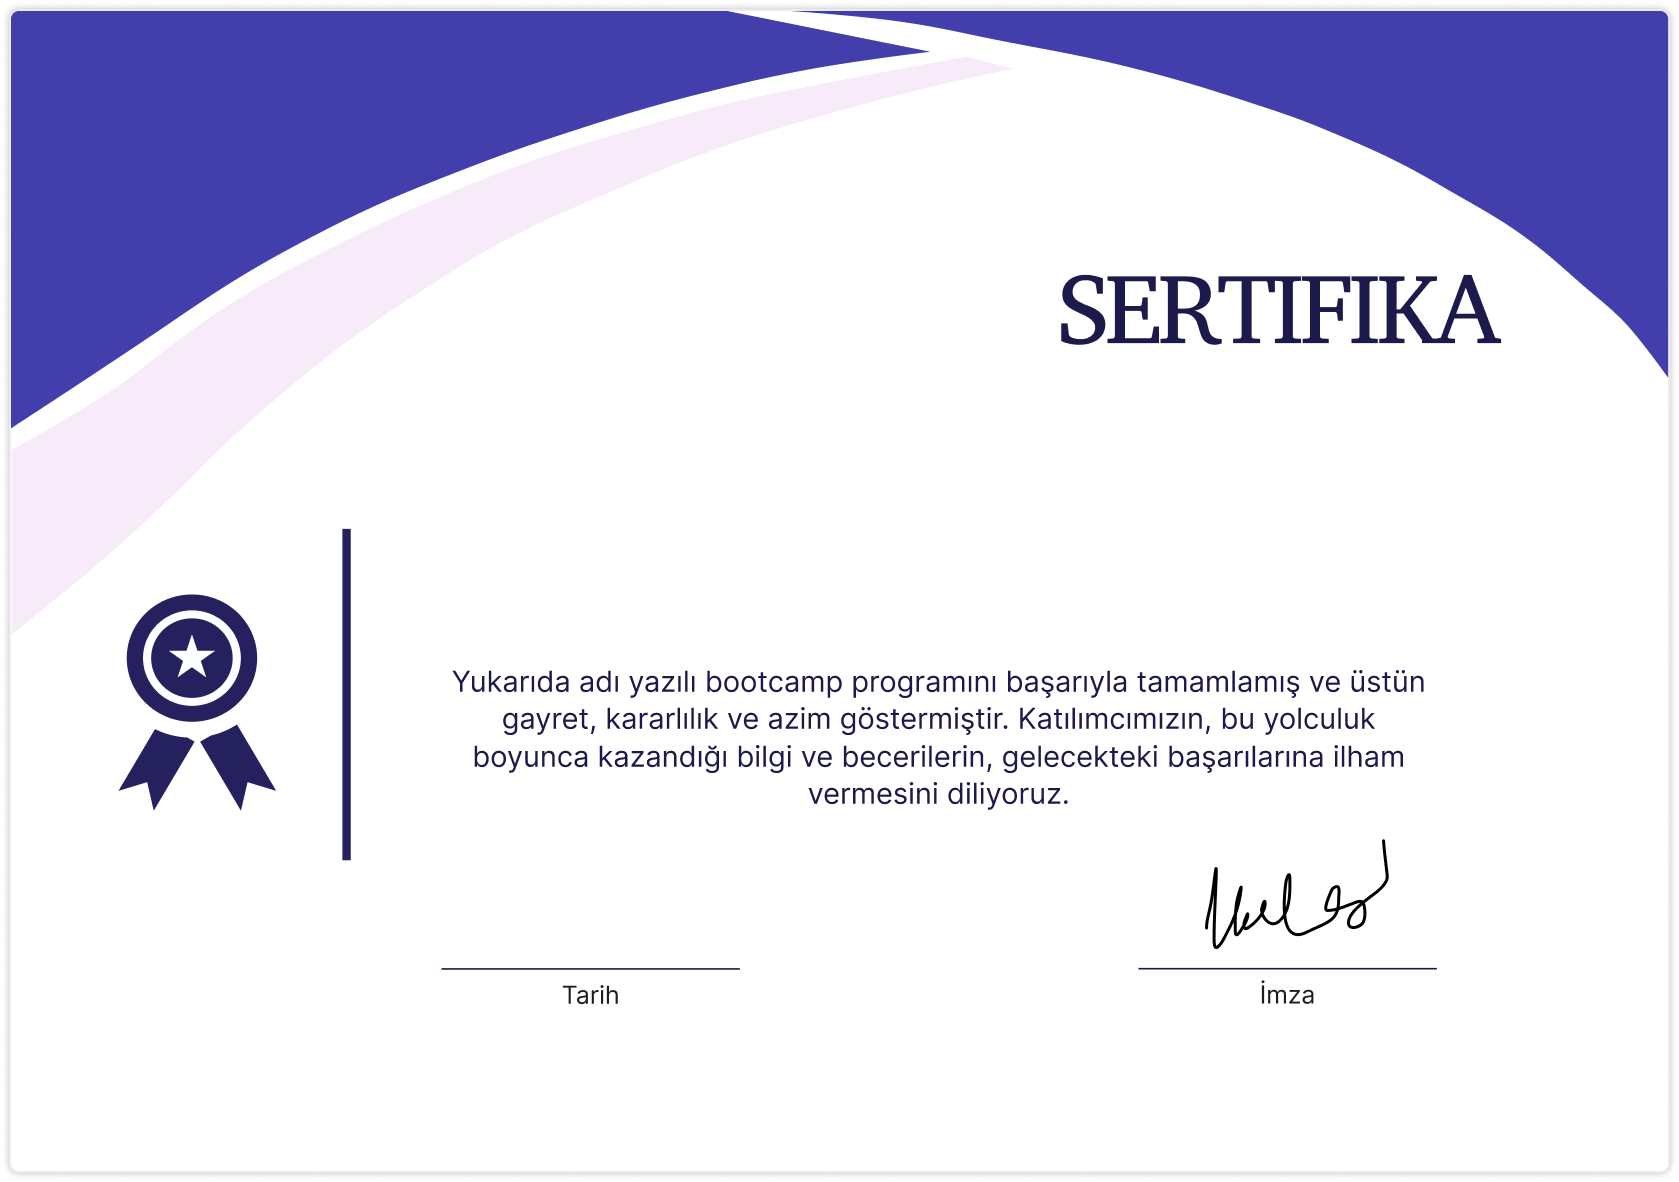 SERTIFIKA
Yukarıda adı yazılı bootcamp programını başarıyla tamamlamış ve üstün
gayret, kararlılık ve azim göstermiştir. Katılımcımızın, bu yolculuk
boyunca kazandığı bilgi ve becerilerin, gelecekteki başarılarına ilham
vermesini diliyoruz.
Tarih
İmza